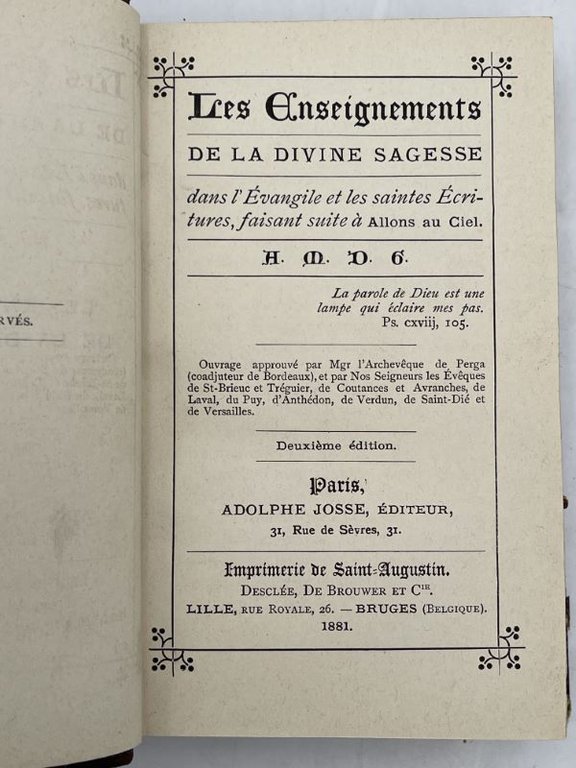 RVÉS.
Les Enseignements
DE LA DIVINE SAGESSE
dans l'Évangile et les saintes Écri-
tures, faisant suite à Allons au Ciel.
A. M. D. G.
La parole de Dieu est une
lampe qui éclaire mes pas.
Ps. cxviij, 105.
Ouvrage approuvé par Mgr l'Archevêque de Perga
(coadjuteur de Bordeaux), et par Nos Seigneurs les Évêques
de St-Brieuc et Tréguier, de Coutances et Avranches, de
Laval, du Puy, d'Anthédon, de Verdun, de Saint-Dié et
de Versailles.
Deuxième édition.
Paris,
ADOLPHE JOSSE, ÉDITEUR,
31, Rue de Sèvres, 31.
Imprimerie de Saint-Augustin.
DESCLÉE, DE BROUWER ET Cie.
LILLE, RUE ROYALE, 26. — BRUGES (BELGIQUE).
1881.